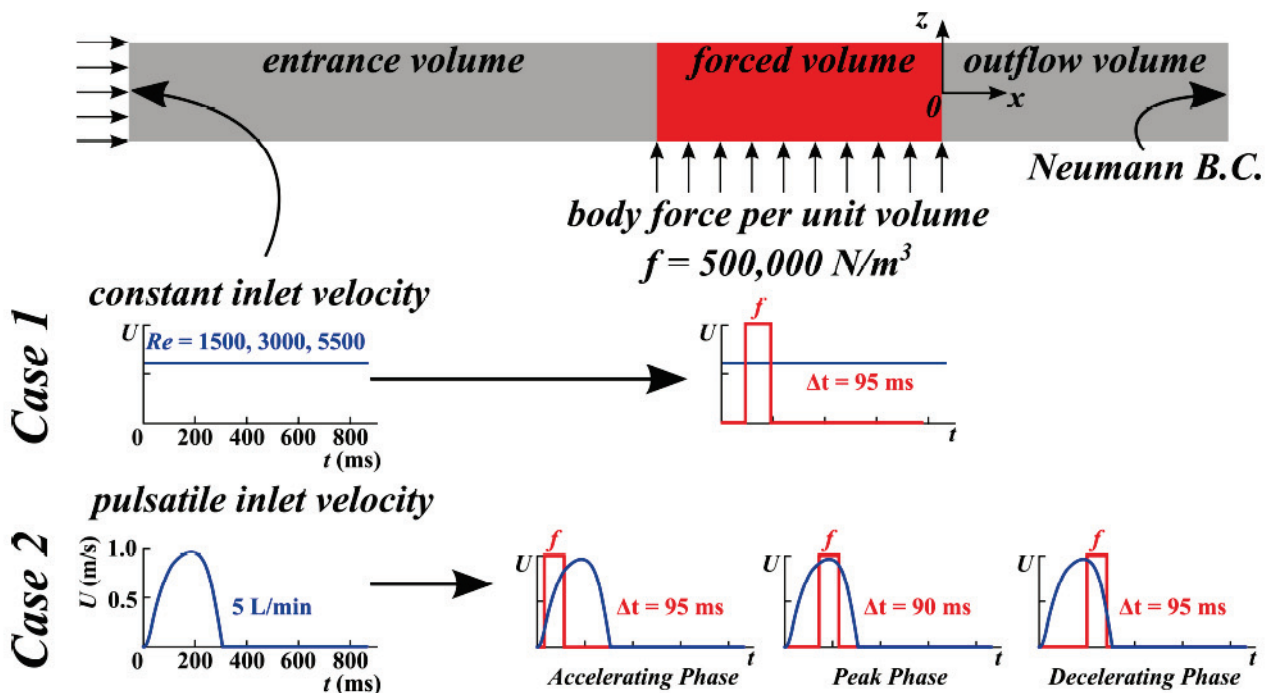 z
entrance volume
forced volume
outflow volume
0
x
Neumann B.C.
body force per unit volume
f = 500,000 N/m³
Case 1
constant inlet velocity
U
Re = 1500, 3000, 5500
0 200 400 600 800
t (ms)
f
U
Δt = 95 ms
t
Case 2
pulsatile inlet velocity
U (m/s)
1.0
0.5
5 L/min
0 200 400 600 800
t (ms)
f
U
Δt = 95 ms
t
Accelerating Phase
f
U
Δt = 90 ms
t
Peak Phase
f
U
Δt = 95 ms
t
Decelerating Phase